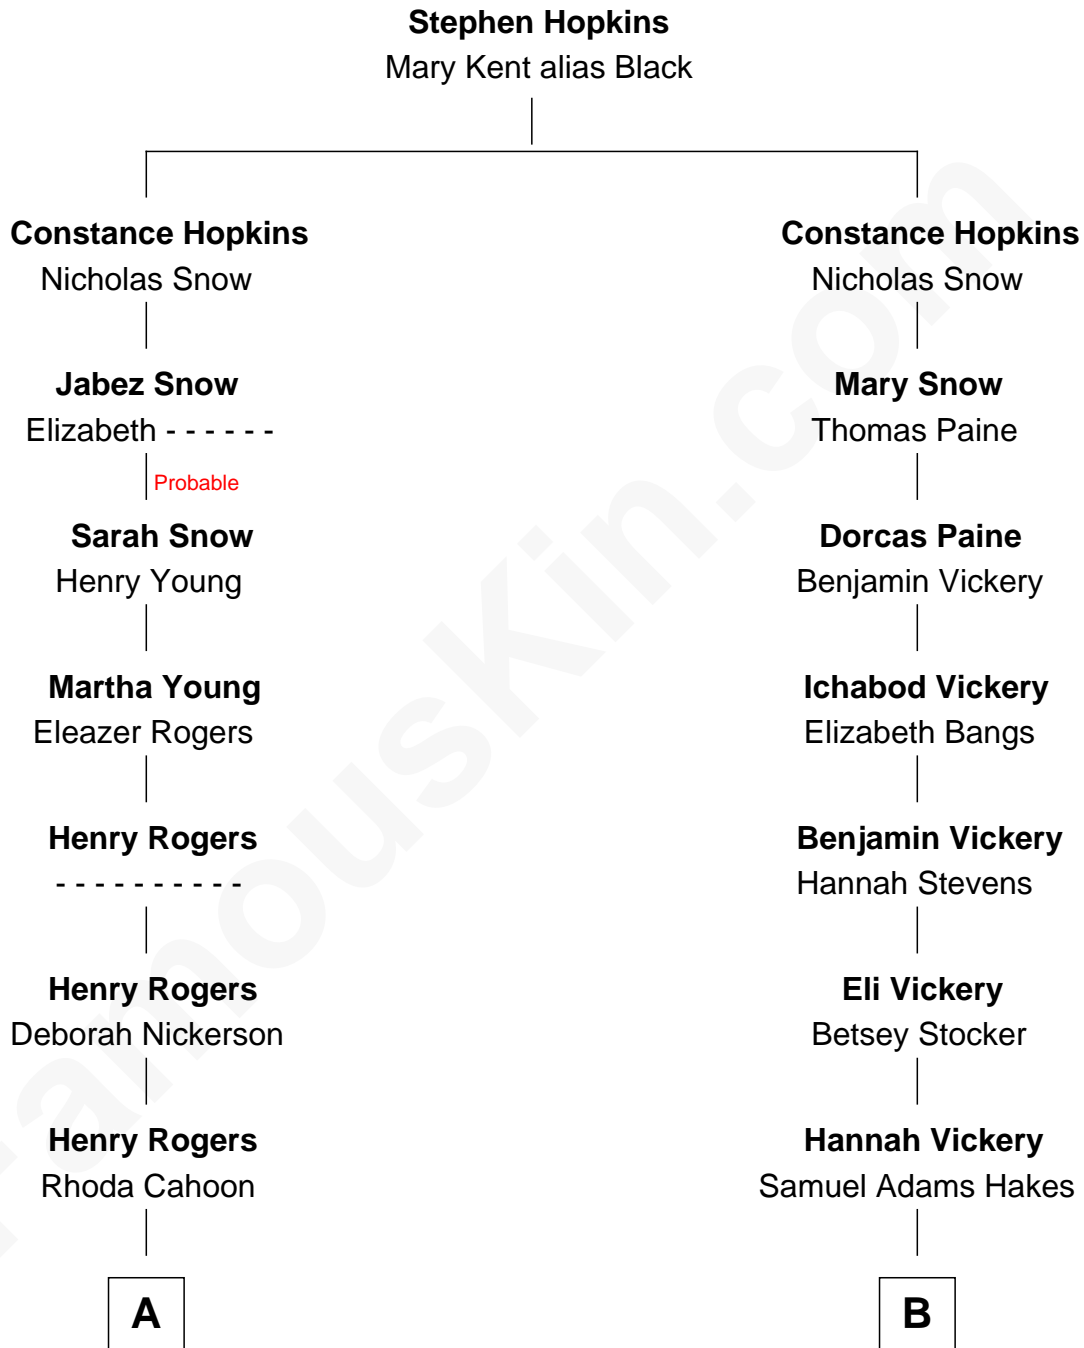 Stephen Hopkins
Mary Kent alias Black
Constance Hopkins
Nicholas Snow
Jabez Snow
Elizabeth - - - - - -
Probable
Sarah Snow
Henry Young
Martha Young
Eleazer Rogers
Henry Rogers
- - - - - - - - - -
Henry Rogers
Deborah Nickerson
Henry Rogers
Rhoda Cahoon
A
Constance Hopkins
Nicholas Snow
Mary Snow
Thomas Paine
Dorcas Paine
Benjamin Vickery
Ichabod Vickery
Elizabeth Bangs
Benjamin Vickery
Hannah Stevens
Eli Vickery
Betsey Stocker
Hannah Vickery
Samuel Adams Hakes
B
FamousKin.com